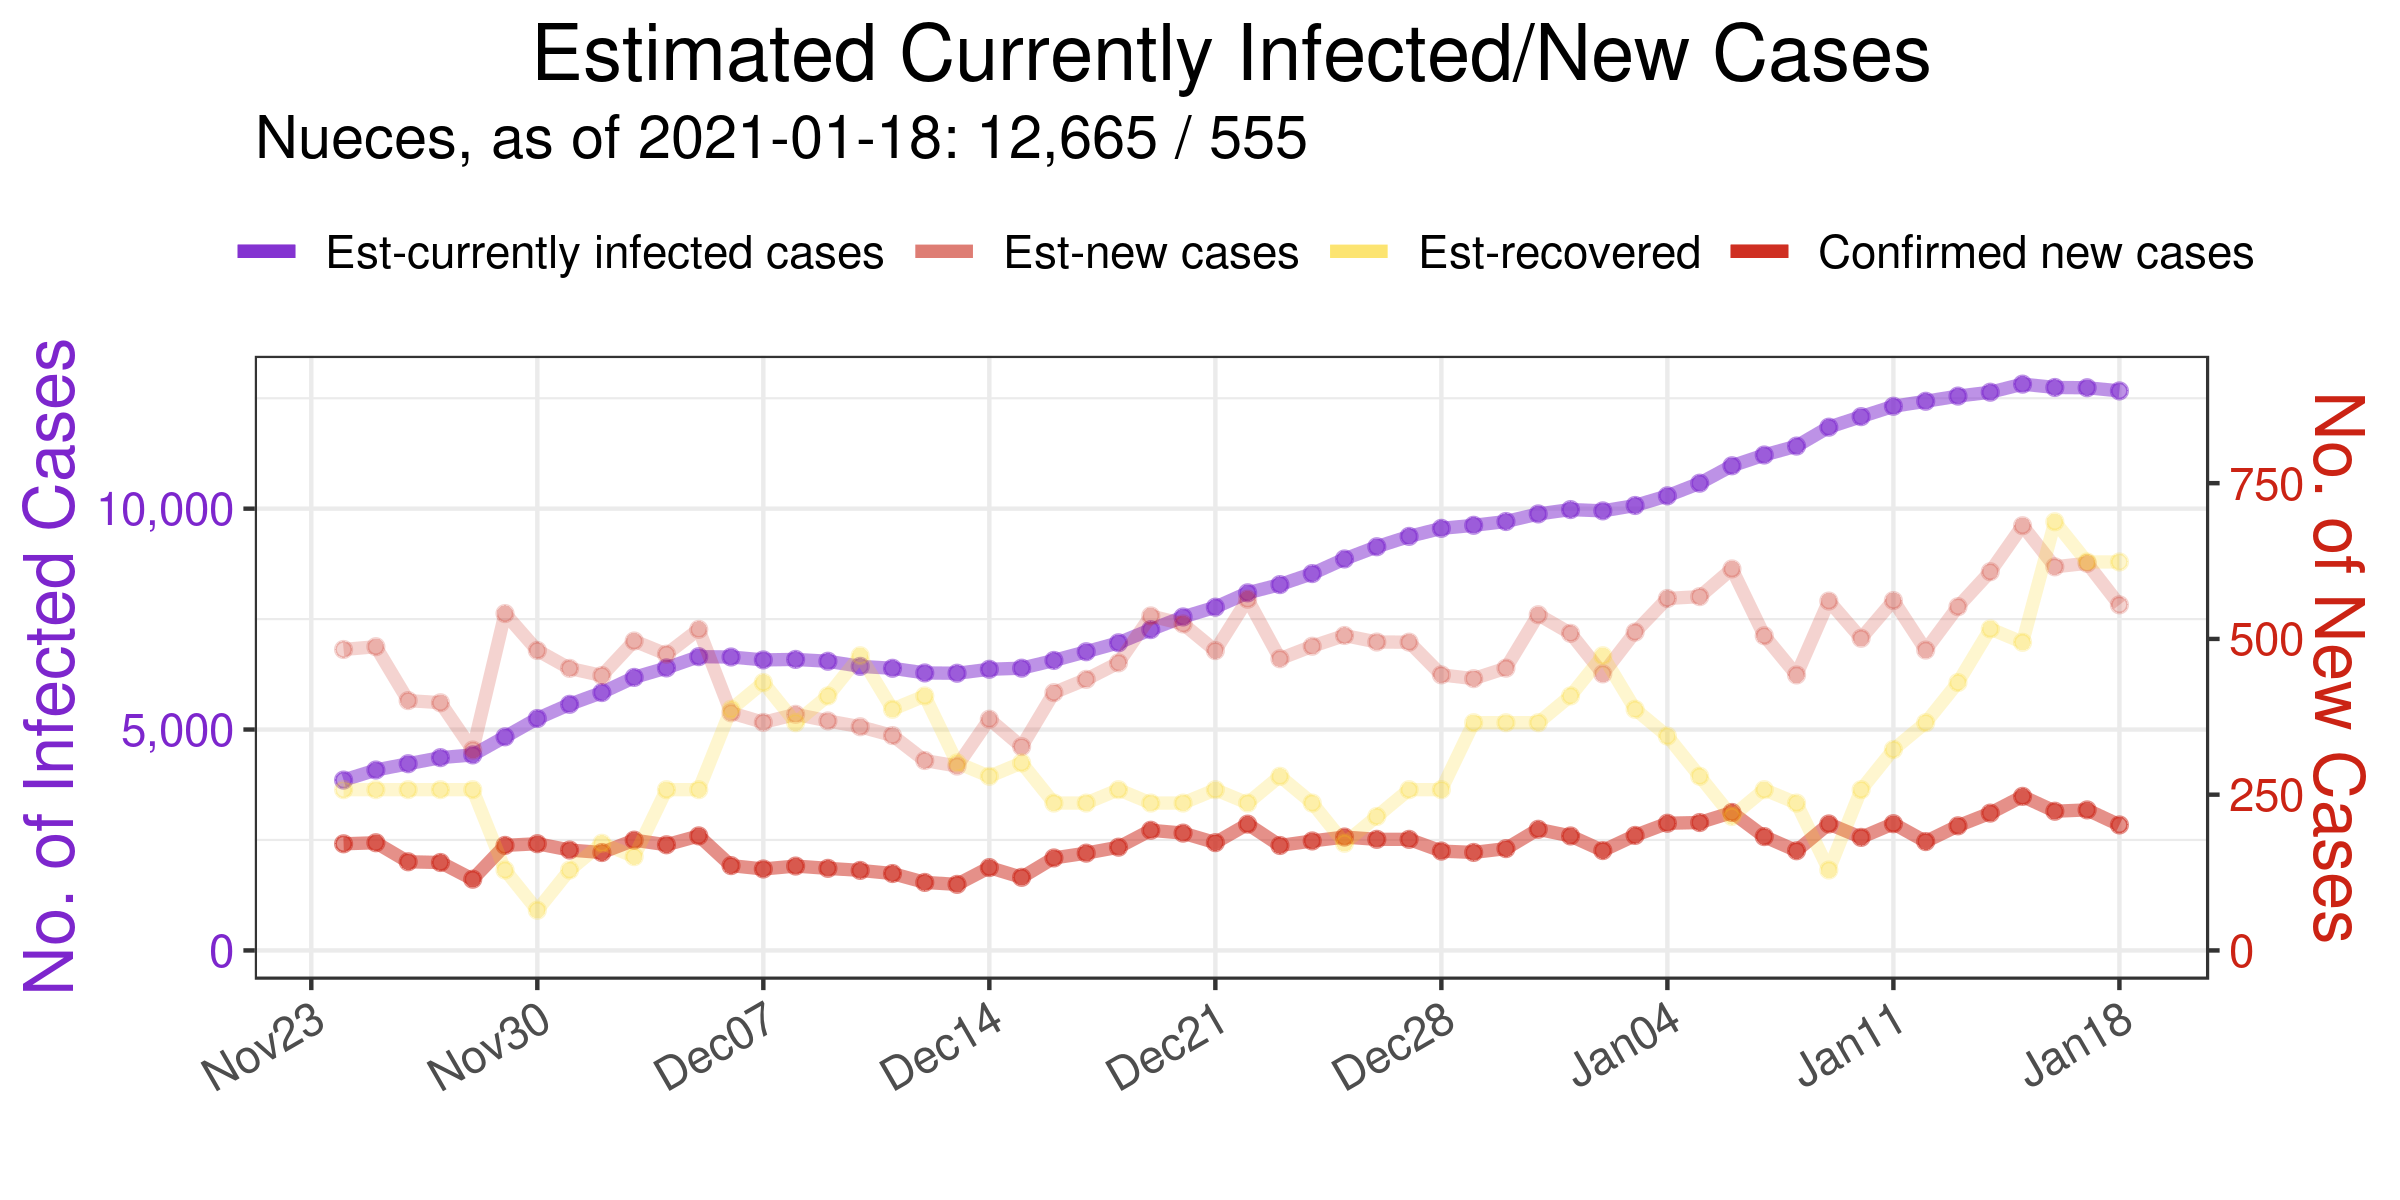 Estimated Currently Infected/New Cases
Nueces, as of 2021-01-18: 12,665 / 555
Est-currently infected cases Est-new cases Est-recovered Confirmed new cases
No. of Infected Cases
10,000
5,000
0
750
500
250
0
No. of New Cases
Nov23 Nov30 Dec07 Dec14 Dec21 Dec28 Jan04 Jan11 Jan18